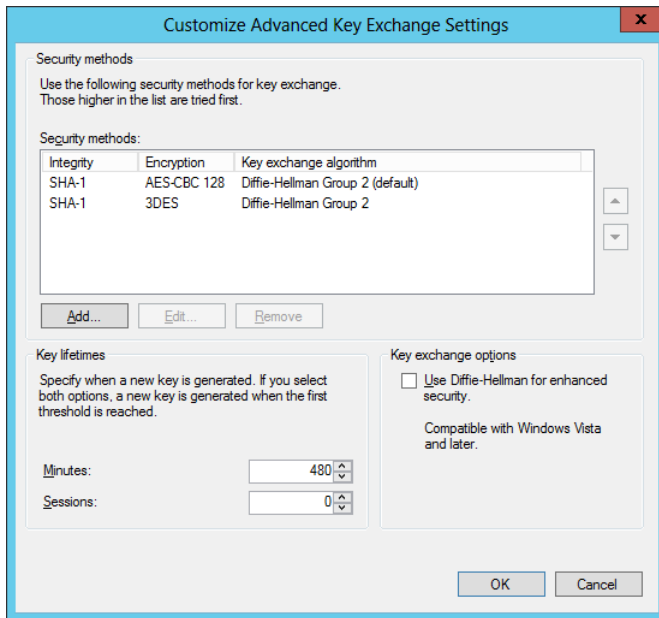 Customize Advanced Key Exchange Settings
x
Security methods
Use the following security methods for key exchange.
Those higher in the list are tried first.
Security methods:
Integrity Encryption Key exchange algorithm
SHA-1 AES-CBC 128 Diffie-Hellman Group 2 (default)
SHA-1 3DES Diffie-Hellman Group 2
Add... Edit... Remove
Key lifetimes
Specify when a new key is generated. If you select
both options, a new key is generated when the first
threshold is reached.
Minutes: 480
Sessions: 0
Key exchange options
Use Diffie-Hellman for enhanced
security.
Compatible with Windows Vista
and later.
OK Cancel